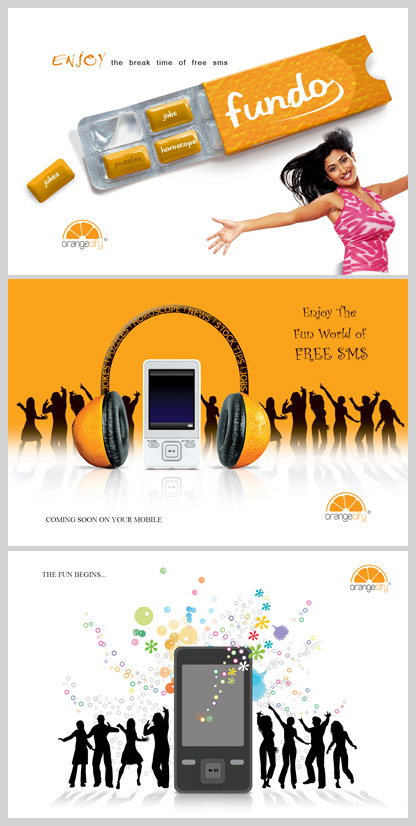 ENJOY the break time of free sms
fundo
jobs
puzzles
horoscope
jokes
orangecity®
JOKES | PUZZLES | HOROSCOPE | NEWS | STOCK TIPS | JOBS
Enjoy The
Fun World of
FREE SMS
orangecity®
COMING SOON ON YOUR MOBILE
THE FUN BEGINS...
orangecity®